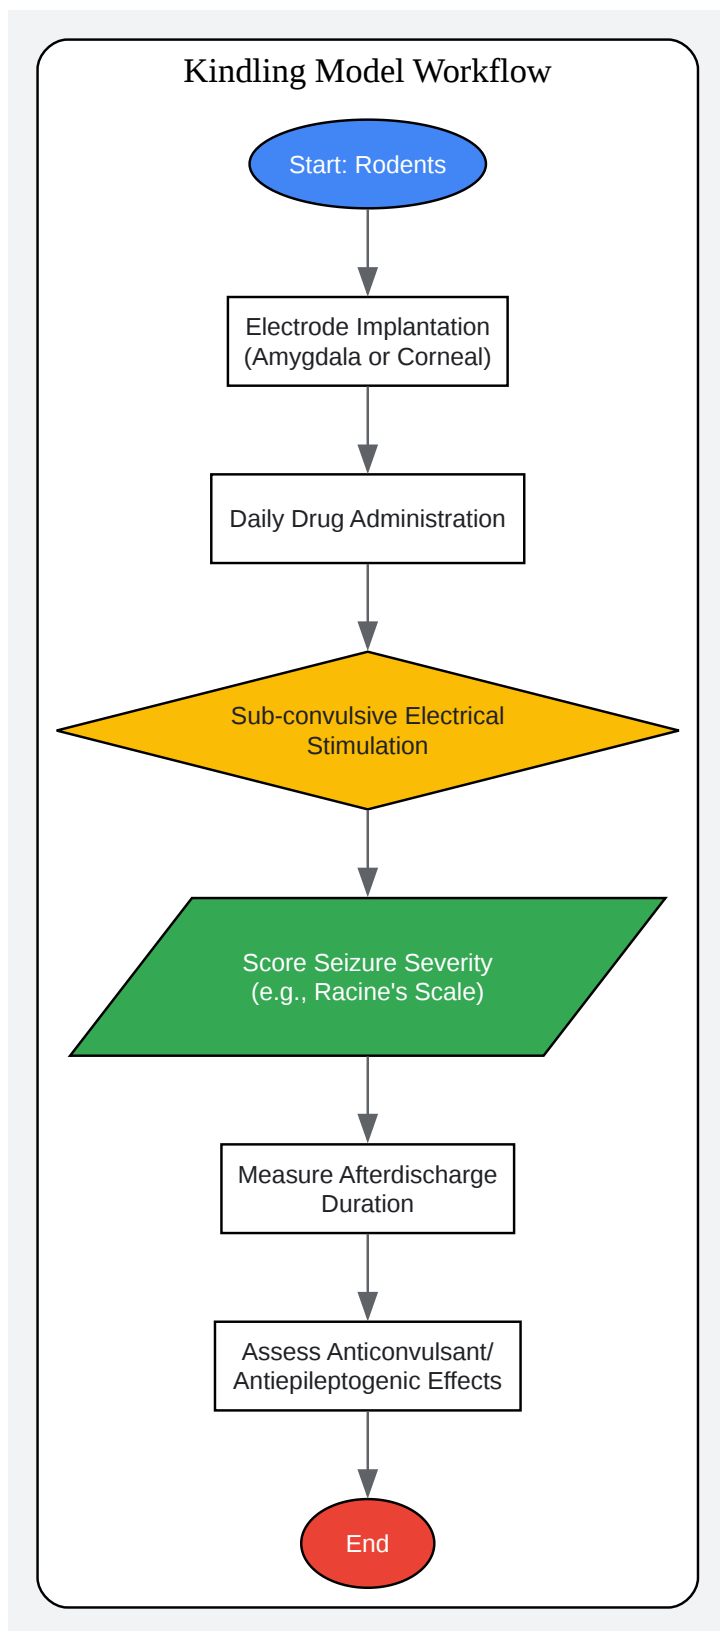 Kindling Model Workflow
Start: Rodents
Electrode Implantation
(Amygdala or Corneal)
Daily Drug Administration
Sub-convulsive Electrical
Stimulation
Score Seizure Severity
(e.g., Racine's Scale)
Measure Afterdischarge
Duration
Assess Anticonvulsant/
Antiepileptogenic Effects
End